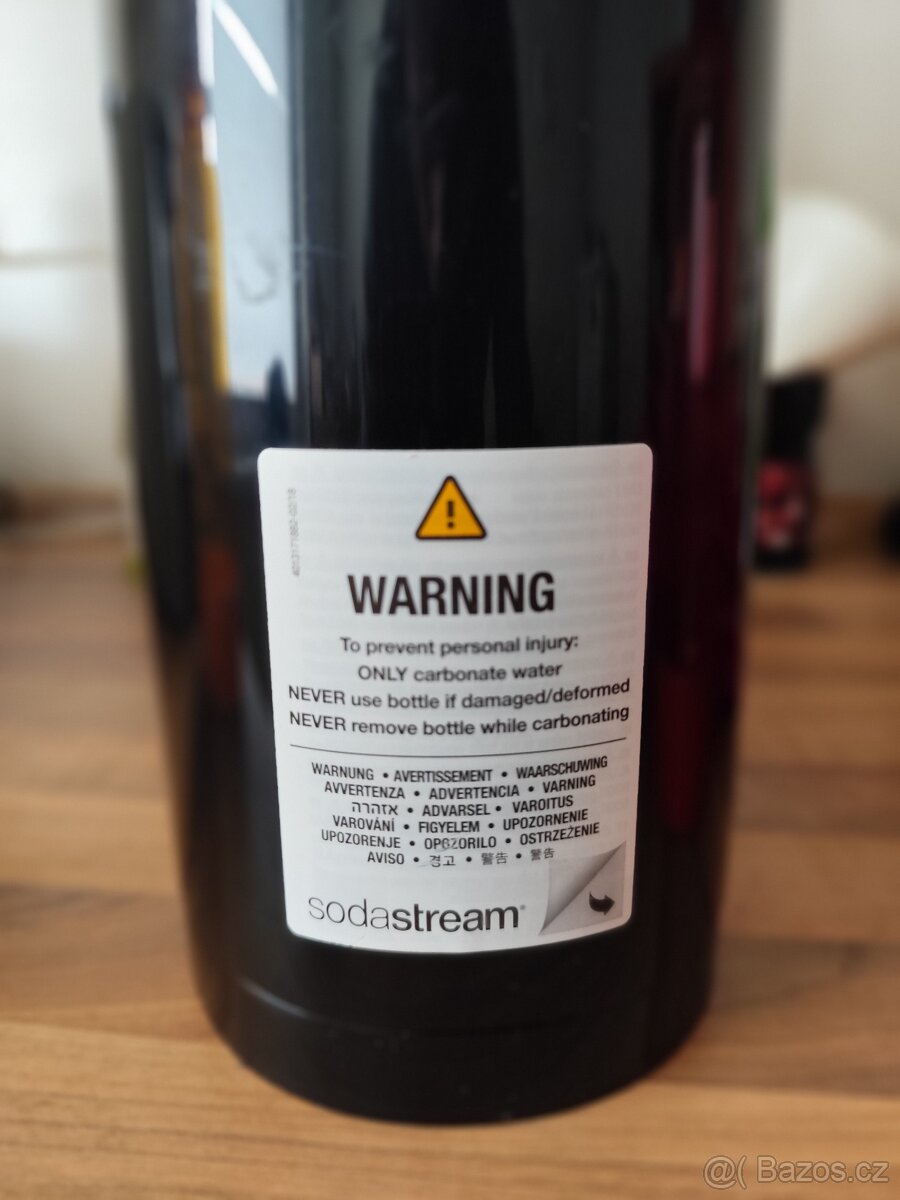 WARNING
To prevent personal injury:
ONLY carbonate water
NEVER use bottle if damaged/deformed
NEVER remove bottle while carbonating
WARNUNG • AVERTISSEMENT • WAARSCHUWING
AVVERTENZA • ADVERTENCIA • VARNING
אזהרה • ADVARSEL • VAROITUS
VAROVÁNÍ • FIGYELEM • UPOZORNENIE
UPOZORENJE • OPOZORILO • OSTRZEŻENIE
AVISO • 경고 • 警告 • 警告
sodastream®
@( Bazos.cz